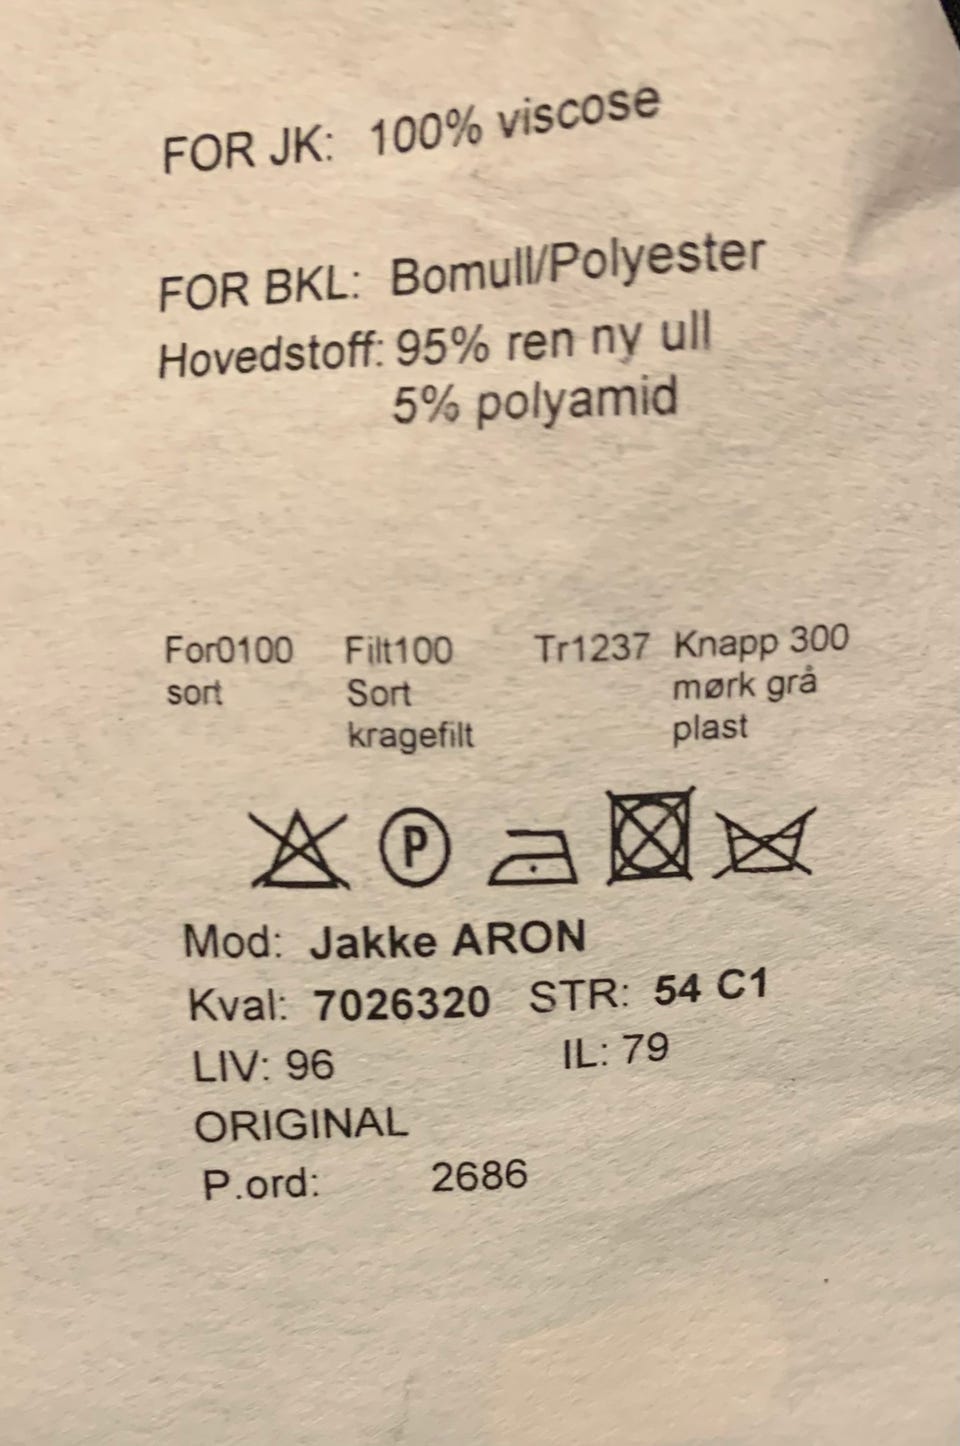 FOR JK: 100% viscose
FOR BKL: Bomull/Polyester
Hovedstoff: 95% ren ny ull
5% polyamid
For0100 Filt100 Tr1237 Knapp 300
sort Sort mørk grå
kragefilt plast
P
Mod: Jakke ARON
Kval: 7026320 STR: 54 C1
LIV: 96 IL: 79
ORIGINAL
P.ord: 2686